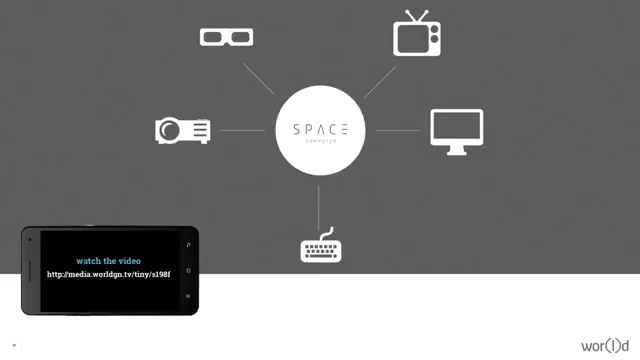 SPACE
COMPUTER
watch the video
http://media.worldgn.tv/tiny/s198f
wor(l)d